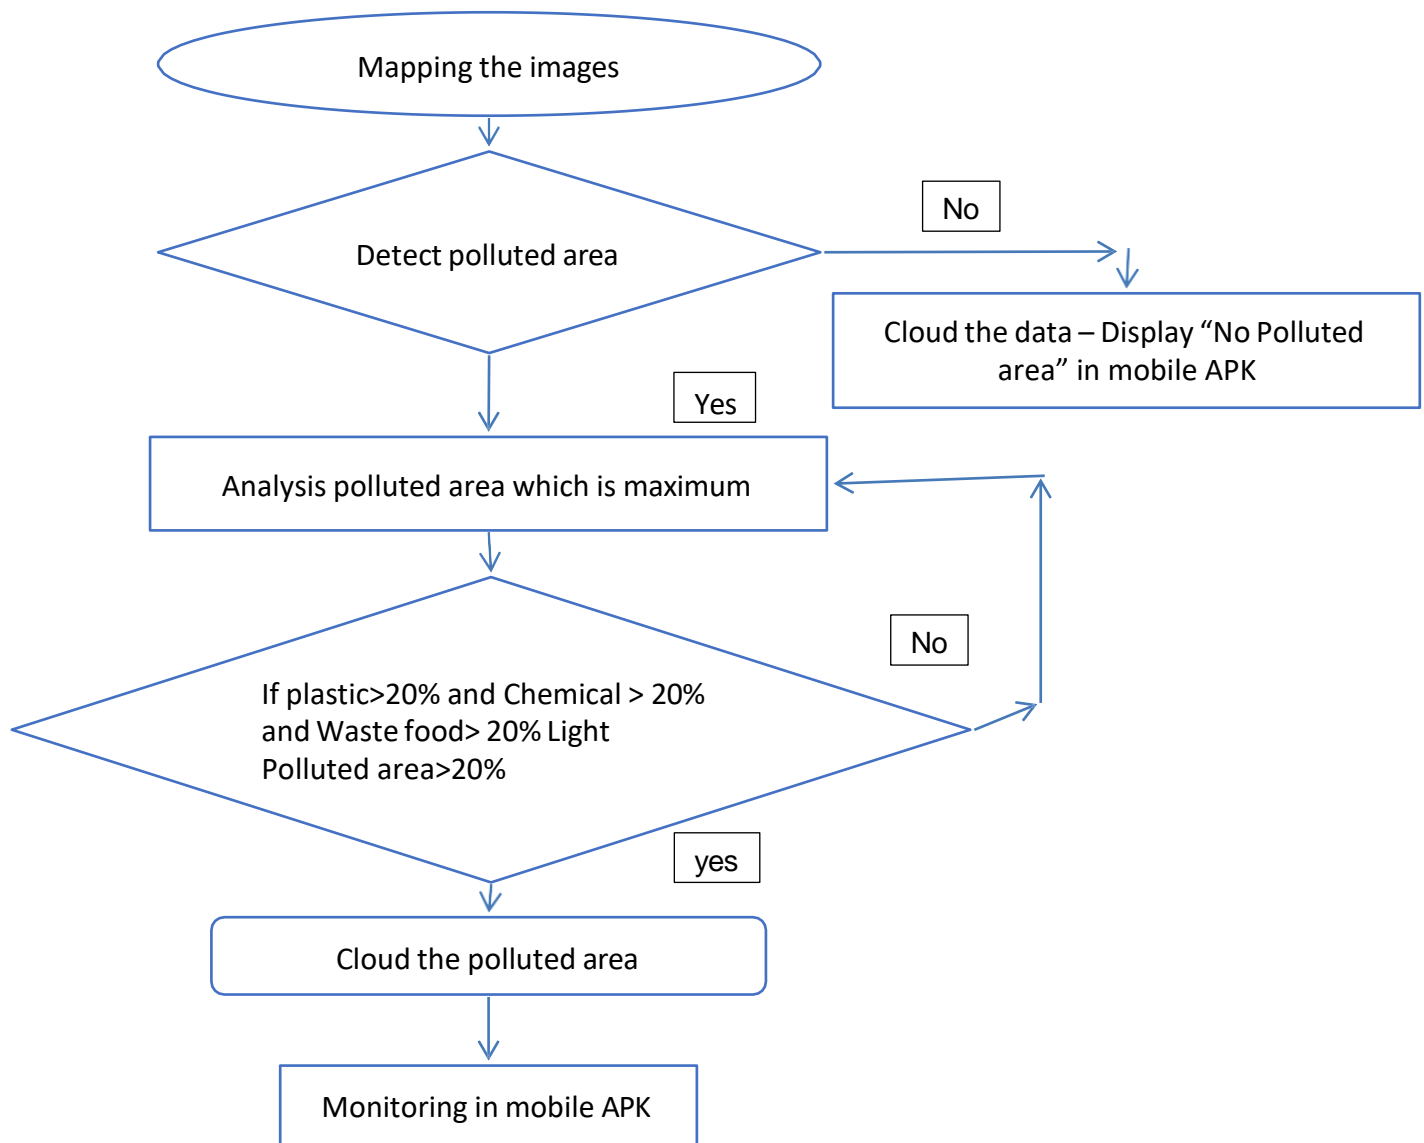 Mapping the images
No
Detect polluted area
Cloud the data – Display “No Polluted
area” in mobile APK
Yes
Analysis polluted area which is maximum
No
If plastic>20% and Chemical > 20%
and Waste food> 20% Light
Polluted area>20%
yes
Cloud the polluted area
Monitoring in mobile APK